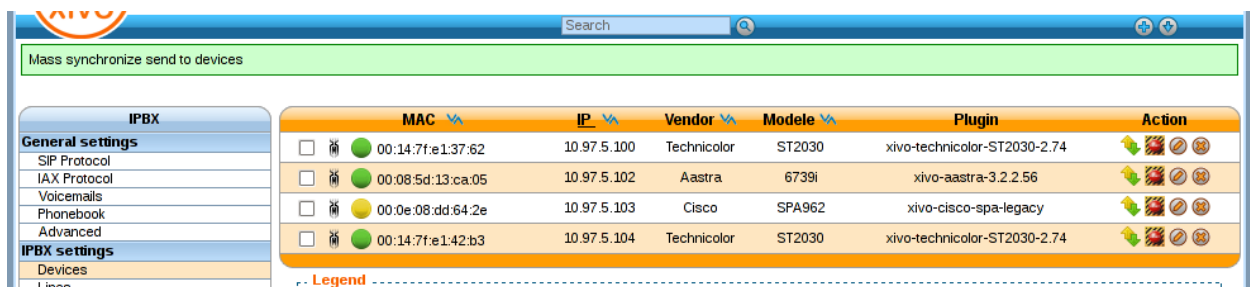 XIVO
Search
Mass synchronize send to devices
IPBX
General settings
SIP Protocol
IAX Protocol
Voicemails
Phonebook
Advanced
IPBX settings
Devices
Lines
MAC IP Vendor Modele Plugin Action
00:14:7f:e1:37:62 10.97.5.100 Technicolor ST2030 xivo-technicolor-ST2030-2.74
00:08:5d:13:ca:05 10.97.5.102 Aastra 6739i xivo-aastra-3.2.2.56
00:0e:08:dd:64:2e 10.97.5.103 Cisco SPA962 xivo-cisco-spa-legacy
00:14:7f:e1:42:b3 10.97.5.104 Technicolor ST2030 xivo-technicolor-ST2030-2.74
Legend